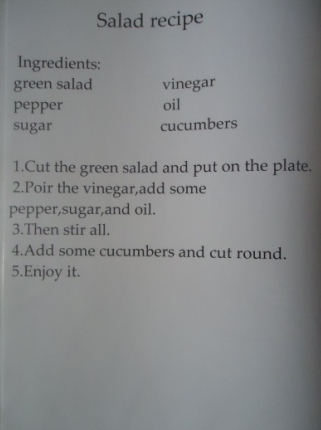 Salad recipe
Ingredients:
green salad vinegar
pepper oil
sugar cucumbers
1.Cut the green salad and put on the plate.
2.Poir the vinegar,add some
pepper,sugar,and oil.
3.Then stir all.
4.Add some cucumbers and cut round.
5.Enjoy it.